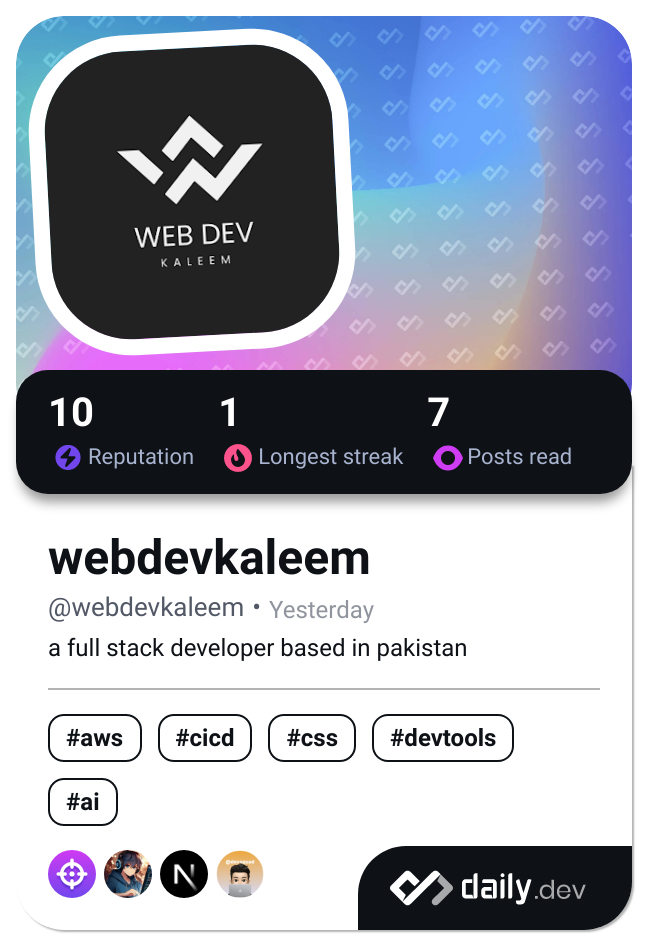 WEB DEV
KALEEM
10 1 7
Reputation Longest streak Posts read
webdevkaleem
@webdevkaleem • Yesterday
a full stack developer based in pakistan
#aws #cicd #css #devtools
#ai
N
daily.dev